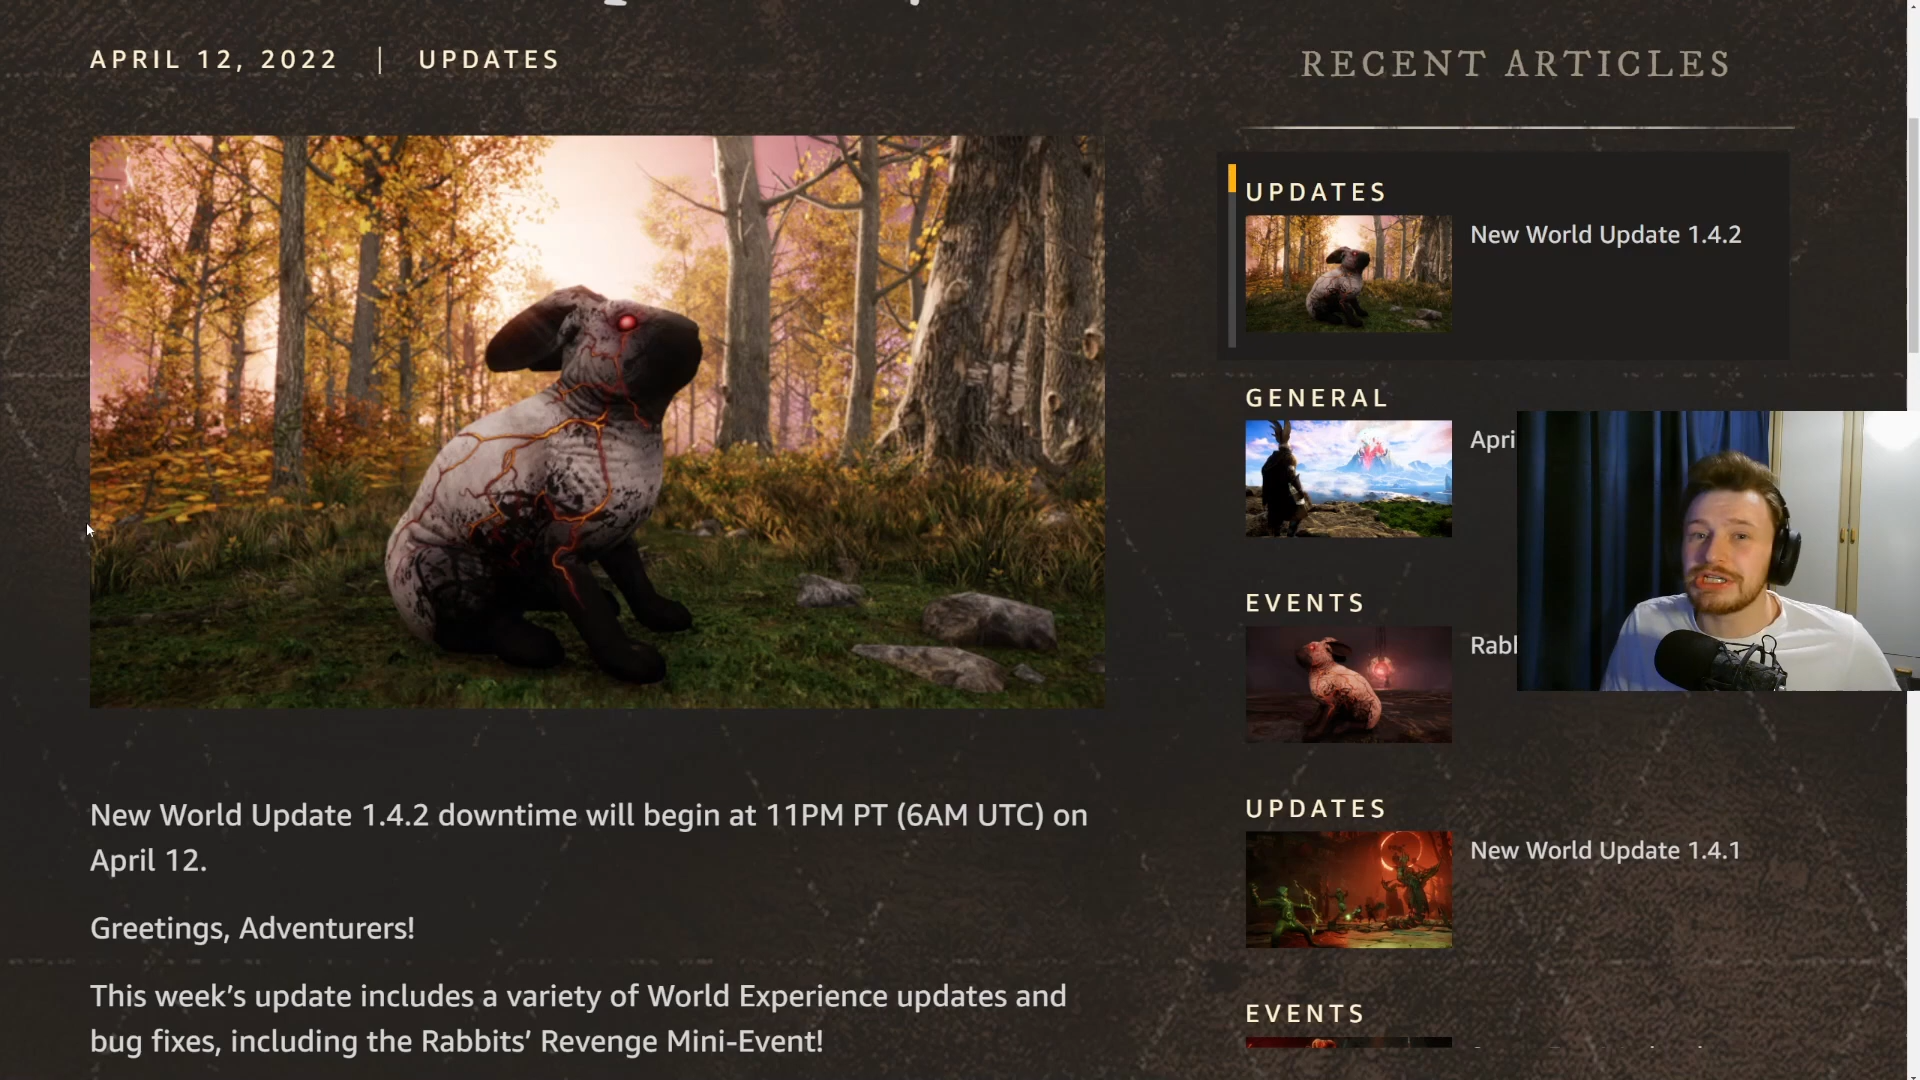 APRIL 12, 2022 | UPDATES
New World Update 1.4.2 downtime will begin at 11PM PT (6AM UTC) on
April 12.
Greetings, Adventurers!
This week’s update includes a variety of World Experience updates and
bug fixes, including the Rabbits’ Revenge Mini-Event!
RECENT ARTICLES
UPDATES
New World Update 1.4.2
GENERAL
Apri
EVENTS
Rabb
UPDATES
New World Update 1.4.1
EVENTS